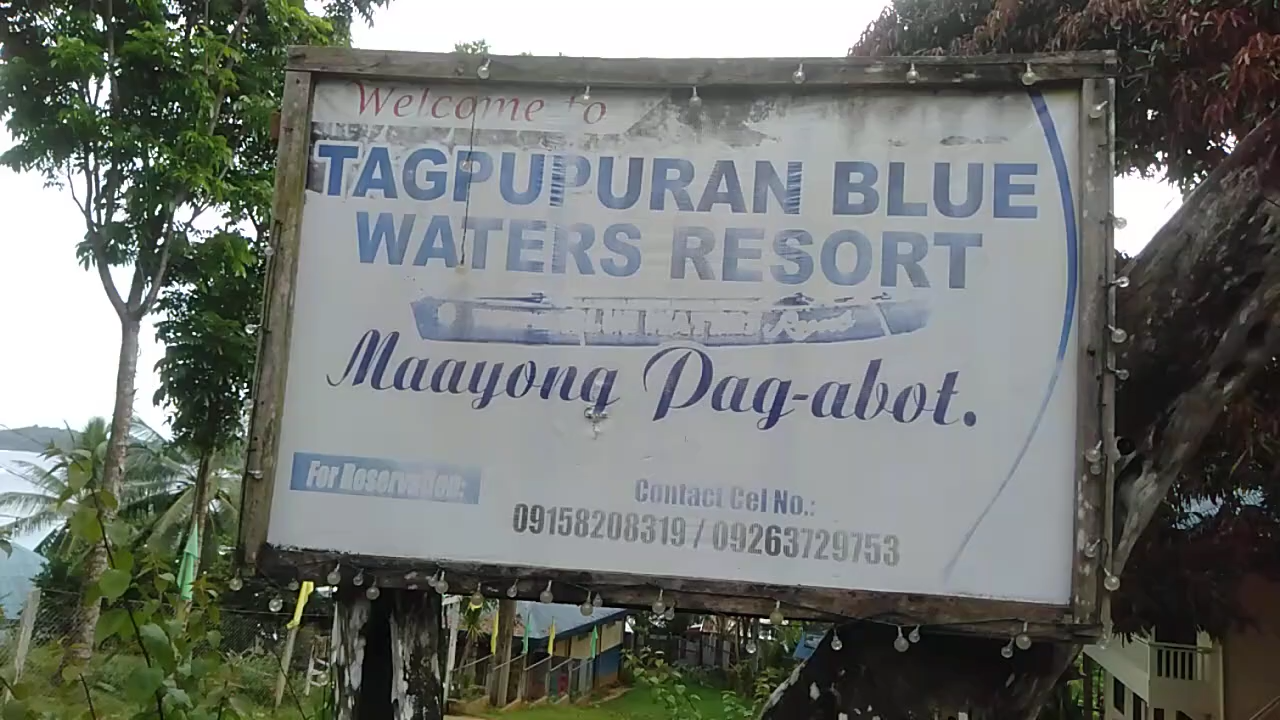 Welcome to
TAGPUPURAN BLUE
WATERS RESORT
Maayong Pag-abot.
For Reservation:
Contact Cel No.:
09158208319 / 09263729753